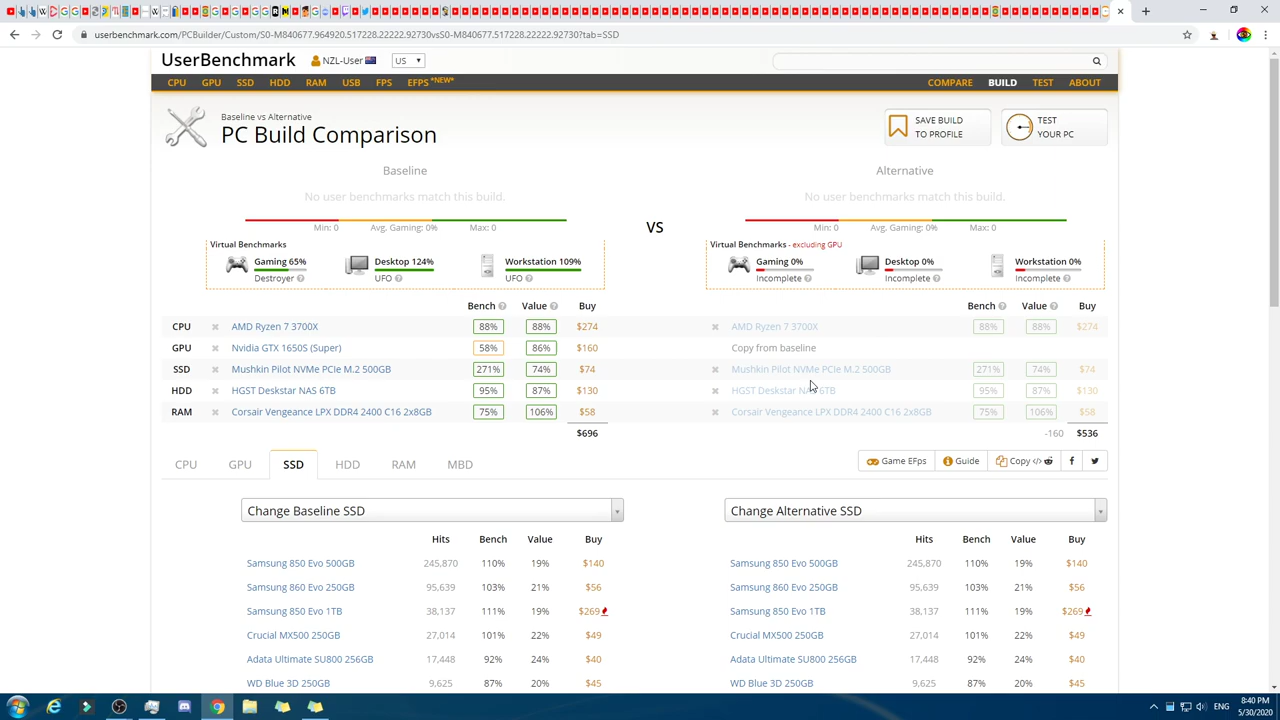 userbenchmark.com/PCBuilder/Custom/S0-M840677.964920.517228.22222.92730vsS0-M840677.517228.22222.92730?tab=SSD
UserBenchmark NZL-User US
CPU GPU SSD HDD RAM USB FPS EFPS *NEW* COMPARE BUILD TEST ABOUT
Baseline vs Alternative
PC Build Comparison
SAVE BUILD TO PROFILE
TEST YOUR PC
Baseline Alternative
No user benchmarks match this build. No user benchmarks match this build.
VS
Min: 0 Avg. Gaming: 0% Max: 0 Min: 0 Avg. Gaming: 0% Max: 0
Virtual Benchmarks Virtual Benchmarks - excluding GPU
Gaming 65% Desktop 124% Workstation 109% Gaming 0% Desktop 0% Workstation 0%
Destroyer UFO UFO Incomplete Incomplete Incomplete
Bench Value Buy Bench Value Buy
CPU AMD Ryzen 7 3700X 88% 88% $274 AMD Ryzen 7 3700X 88% 88% $274
GPU Nvidia GTX 1650S (Super) 58% 86% $160 Copy from baseline
SSD Mushkin Pilot NVMe PCIe M.2 500GB 271% 74% $74 Mushkin Pilot NVMe PCIe M.2 500GB 271% 74% $74
HDD HGST Deskstar NAS 6TB 95% 87% $130 HGST Deskstar NAS 6TB 95% 87% $130
RAM Corsair Vengeance LPX DDR4 2400 C16 2x8GB 75% 106% $58 Corsair Vengeance LPX DDR4 2400 C16 2x8GB 75% 106% $58
$696 -160 $536
CPU GPU SSD HDD RAM MBD Game EFps Guide Copy </>
Change Baseline SSD Change Alternative SSD
Hits Bench Value Buy Hits Bench Value Buy
Samsung 850 Evo 500GB 245,870 110% 19% $140 Samsung 850 Evo 500GB 245,870 110% 19% $140
Samsung 860 Evo 250GB 95,639 103% 21% $56 Samsung 860 Evo 250GB 95,639 103% 21% $56
Samsung 850 Evo 1TB 38,137 111% 19% $269 Samsung 850 Evo 1TB 38,137 111% 19% $269
Crucial MX500 250GB 27,014 101% 22% $49 Crucial MX500 250GB 27,014 101% 22% $49
Adata Ultimate SU800 256GB 17,448 92% 24% $40 Adata Ultimate SU800 256GB 17,448 92% 24% $40
WD Blue 3D 250GB 9,625 87% 20% $45 WD Blue 3D 250GB 9,625 87% 20% $45
ENG 8:40 PM
5/30/2020